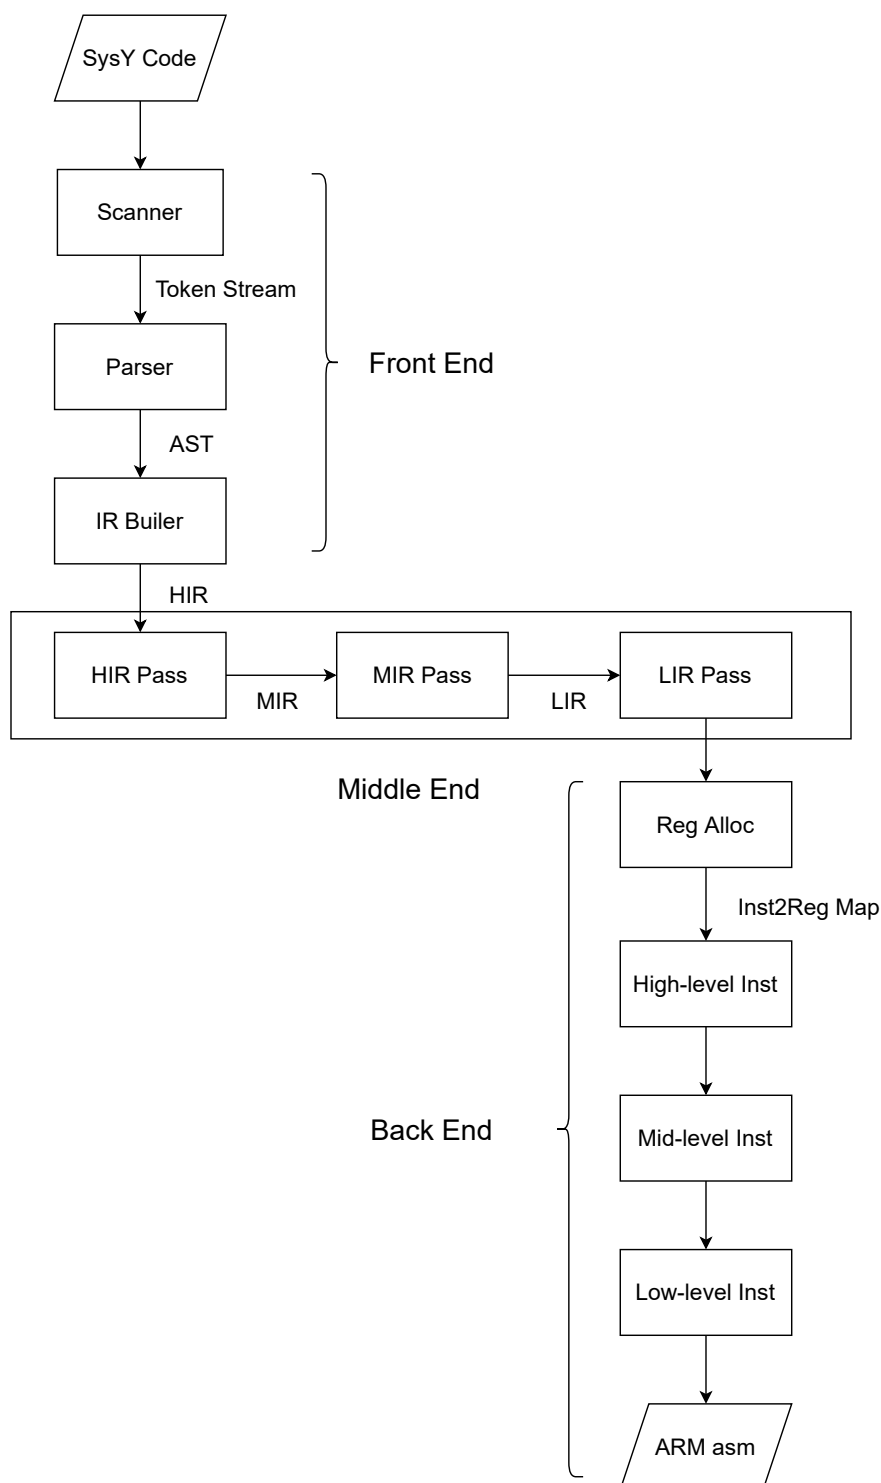 SysY Code
Scanner
Token Stream
Parser
Front End
AST
IR Builer
HIR
HIR Pass
MIR
MIR Pass
LIR
LIR Pass
Middle End
Reg Alloc
Inst2Reg Map
High-level Inst
Back End
Mid-level Inst
Low-level Inst
ARM asm